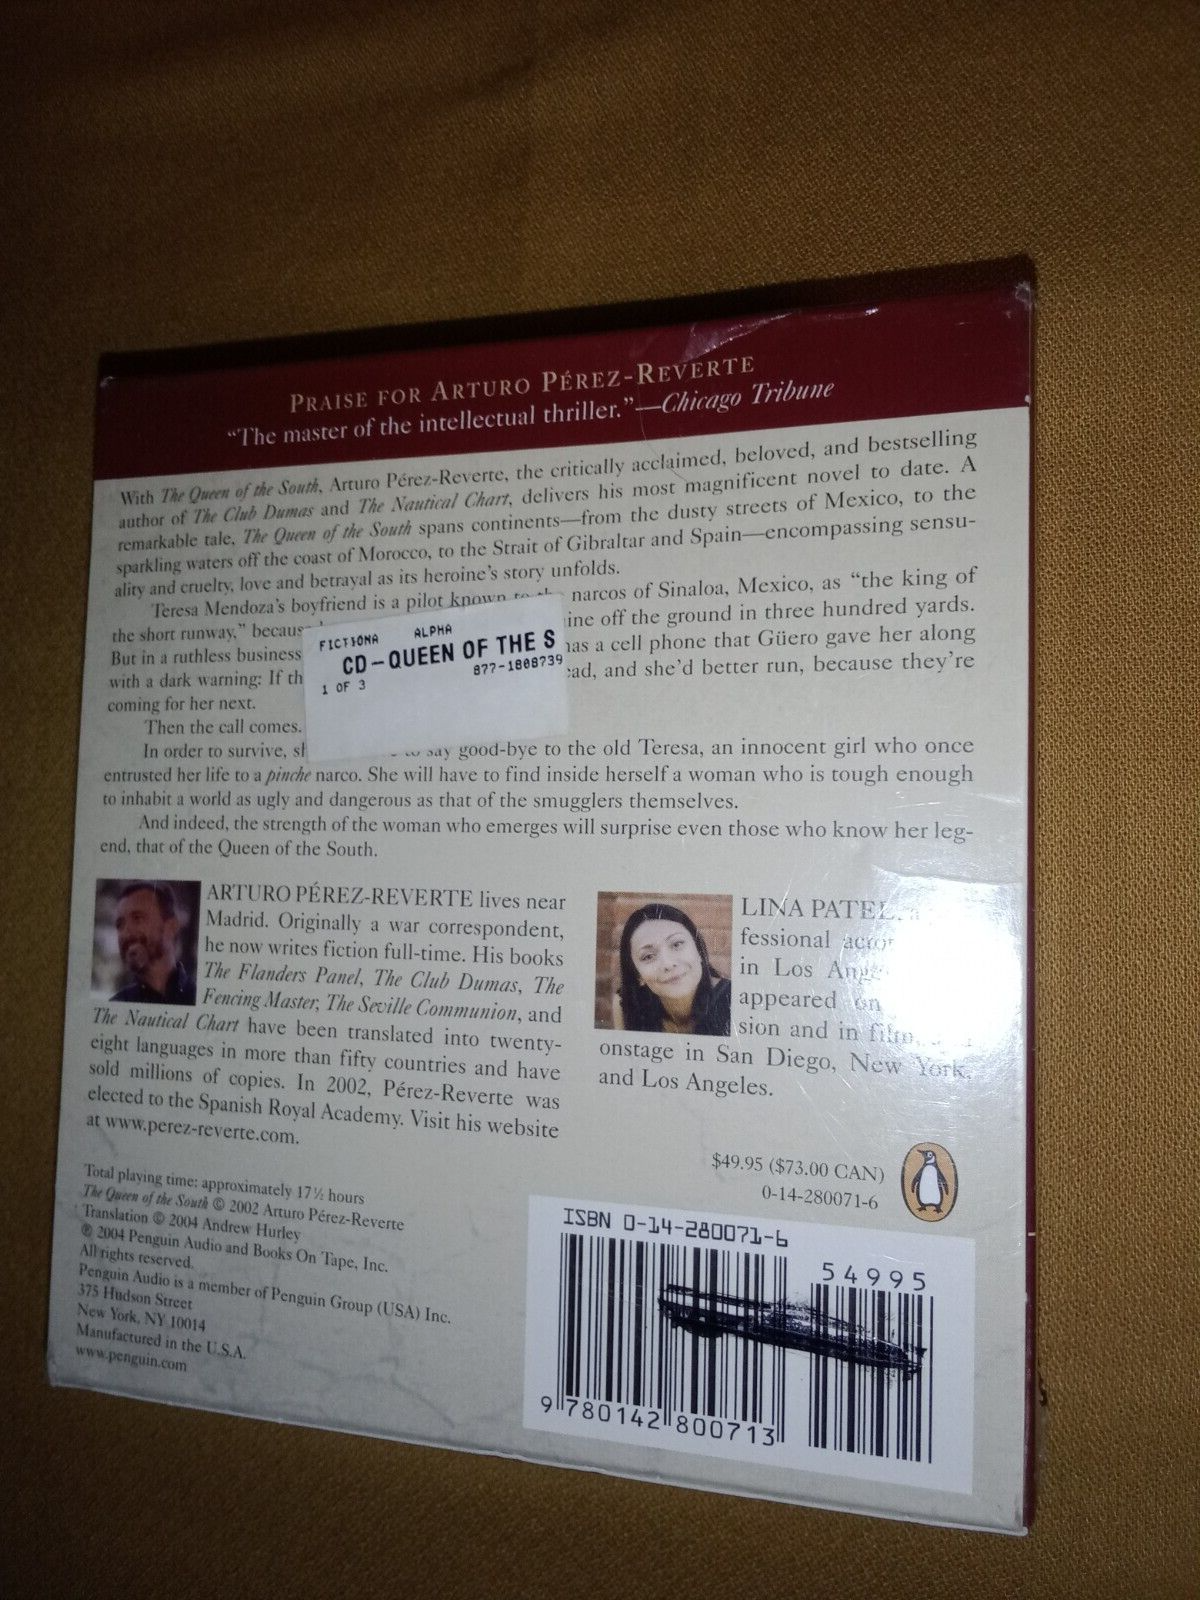 PRAISE FOR ARTURO PÉREZ-REVERTE
“The master of the intellectual thriller.”—Chicago Tribune
With The Queen of the South, Arturo Pérez-Reverte, the critically acclaimed, beloved, and bestselling
author of The Club Dumas and The Nautical Chart, delivers his most magnificent novel to date. A
remarkable tale, The Queen of the South spans continents—from the dusty streets of Mexico, to the
sparkling waters off the coast of Morocco, to the Strait of Gibraltar and Spain—encompassing sensu-
ality and cruelty, love and betrayal as its heroine’s story unfolds.
Teresa Mendoza’s boyfriend is a pilot known narcos of Sinaloa, Mexico, as “the king of
the short runway,” off the ground in three hundred yards.
But in a ruthless business has a cell phone that Güero gave her along
with a dark warning: If and she’d better run, because they’re
coming for her next.
Then the call comes.
In order to survive, say good-bye to the old Teresa, an innocent girl who once
entrusted her life to a pinche narco. She will have to find inside herself a woman who is tough enough
to inhabit a world as ugly and dangerous as that of the smugglers themselves.
And indeed, the strength of the woman who emerges will surprise even those who know her leg-
end, that of the Queen of the South.
FICTIONA ALPHA
CD-QUEEN OF THE S
877-1808739
1 OF 3
ARTURO PÉREZ-REVERTE lives near
Madrid. Originally a war correspondent,
he now writes fiction full-time. His books
The Flanders Panel, The Club Dumas, The
Fencing Master, The Seville Communion, and
The Nautical Chart have been translated into twenty-
eight languages in more than fifty countries and have
sold millions of copies. In 2002, Pérez-Reverte was
elected to the Spanish Royal Academy. Visit his website
at www.perez-reverte.com.
LINA PATEL,
fessional
in Los
appeared on
sion and in
onstage in San Diego, New York,
and Los Angeles.
Total playing time: approximately 17½ hours
The Queen of the South © 2002 Arturo Pérez-Reverte
Translation © 2004 Andrew Hurley
℗ 2004 Penguin Audio and Books On Tape, Inc.
All rights reserved.
Penguin Audio is a member of Penguin Group (USA) Inc.
375 Hudson Street
New York, NY 10014
Manufactured in the U.S.A.
www.penguin.com
$49.95 ($73.00 CAN)
0-14-280071-6
ISBN 0-14-280071-6
54995
9 780142 800713